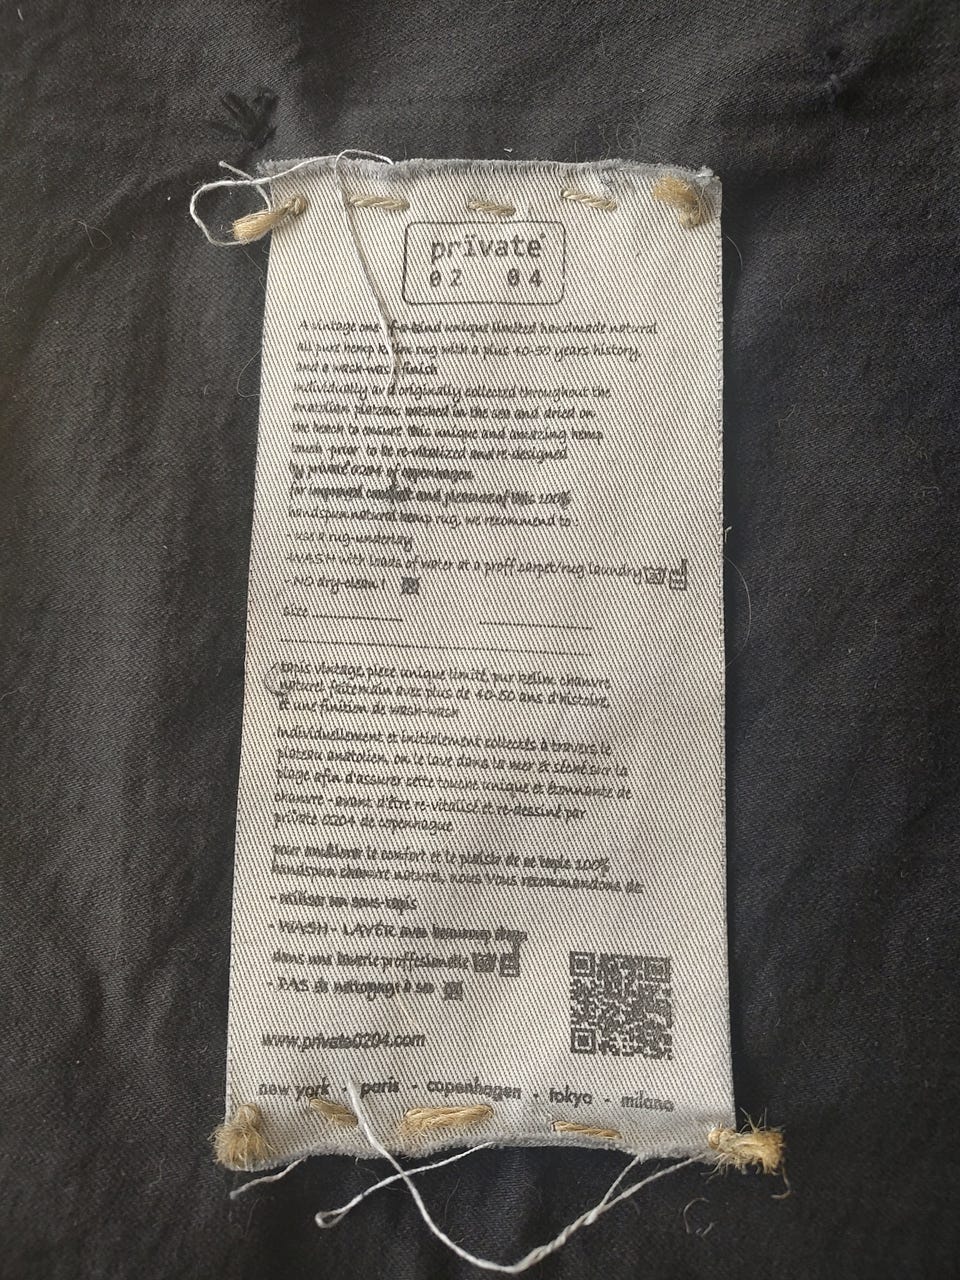 prïvate°
02 04
A vintage one of-a-kind unique limited handmade natural
all pure hemp kelim rug with a plus 40-50 years history,
and a wash-wash finish
individually and originally collected throughout the
anatolian plateau; washed in the sea and dried on
the beach to ensure this unique and amazing hemp
touch - prior to be re-vitalized and re-designed
by private 0204 of copenhagen
for improved comfort and pleasure of this 100%
handspun natural hemp rug, we recommend to:
- use a rug-underlay
- WASH with loads of water at a proff.carpet/rug laundry
- NO dry-clean!
size
tapis vintage, piece unique limité, pur kelim chanvre
naturel, faite main avec plus de 40-50 ans d'histoire,
et une finition de wash-wash
individuellement et initialement collectés à travers le
plateau anatolien, on le lave dans la mer et séché sur la
plage afin d'assurer cette touche unique et étonnante de
chanvre - avant d'être re-vitalisé et re-dessiné par
private 0204 de copenhague
pour améliorer le confort et le plaisir de ce 100%
handspun chanvre naturel, nous vous recommandons de:
- utiliser un sous-tapis
- WASH - LAVER avec beaucoup d'eau
dans une laverie proffesionelle
- PAS de nettoyage à sec
www.private0204.com
new york - paris - copenhagen - tokyo - milano